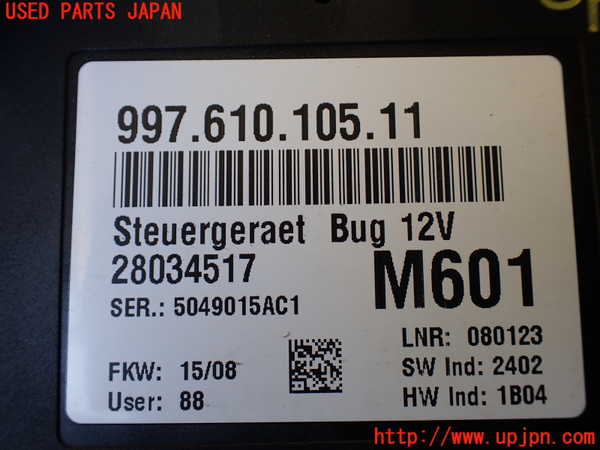 USED PARTS JAPAN
997.610.105.11
Steuergeraet Bug 12V
28034517
M601
SER.: 5049015AC1
LNR: 080123
FKW: 15/08
SW Ind: 2402
User: 88
HW Ind: 1B04
http://www.upjpn.com